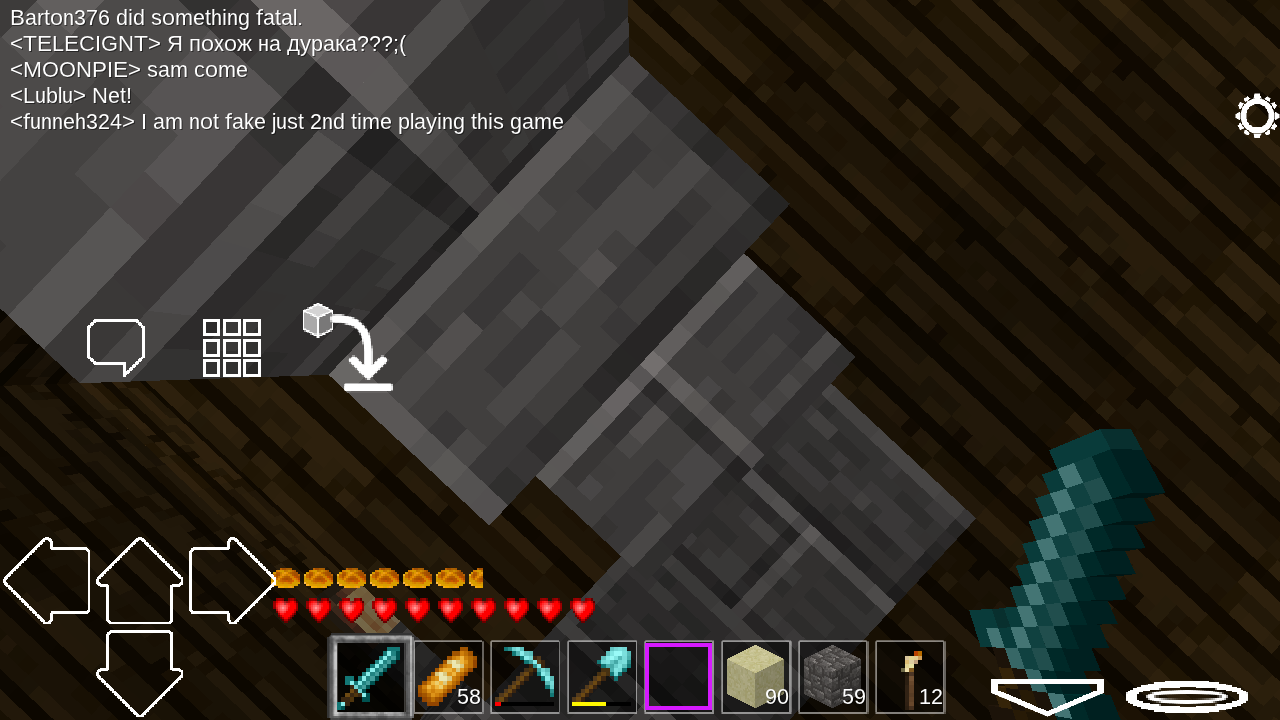 Barton376 did something fatal.
<TELECIGNT> Я похож на дурака???;(
<MOONPIE> sam come
<Lublu> Net!
<funneh324> I am not fake just 2nd time playing this game
58 90 59 12